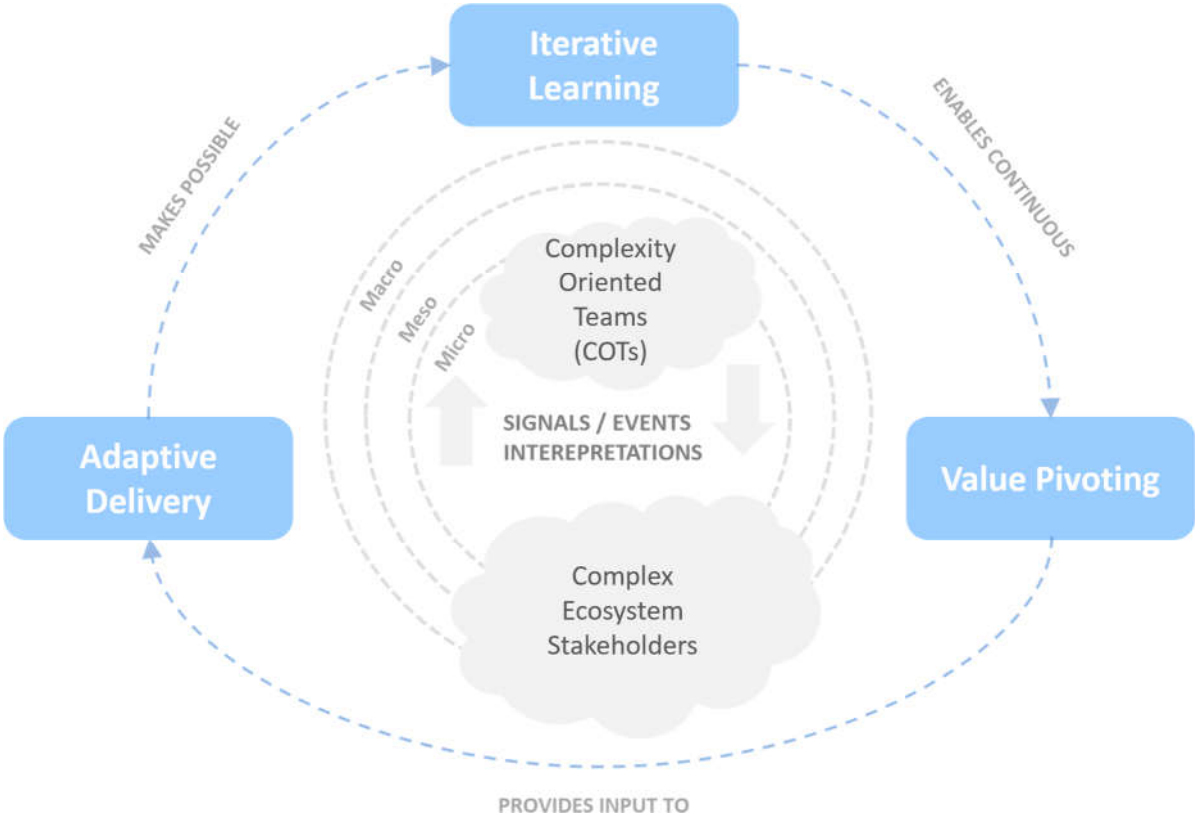 Iterative
Learning
MAKES POSSIBLE
ENABLES CONTINUOUS
Macro
Meso
Micro
Complexity
Oriented
Teams
(COTs)
SIGNALS / EVENTS
INTEREPRETATIONS
Adaptive
Delivery
Value Pivoting
Complex
Ecosystem
Stakeholders
PROVIDES INPUT TO